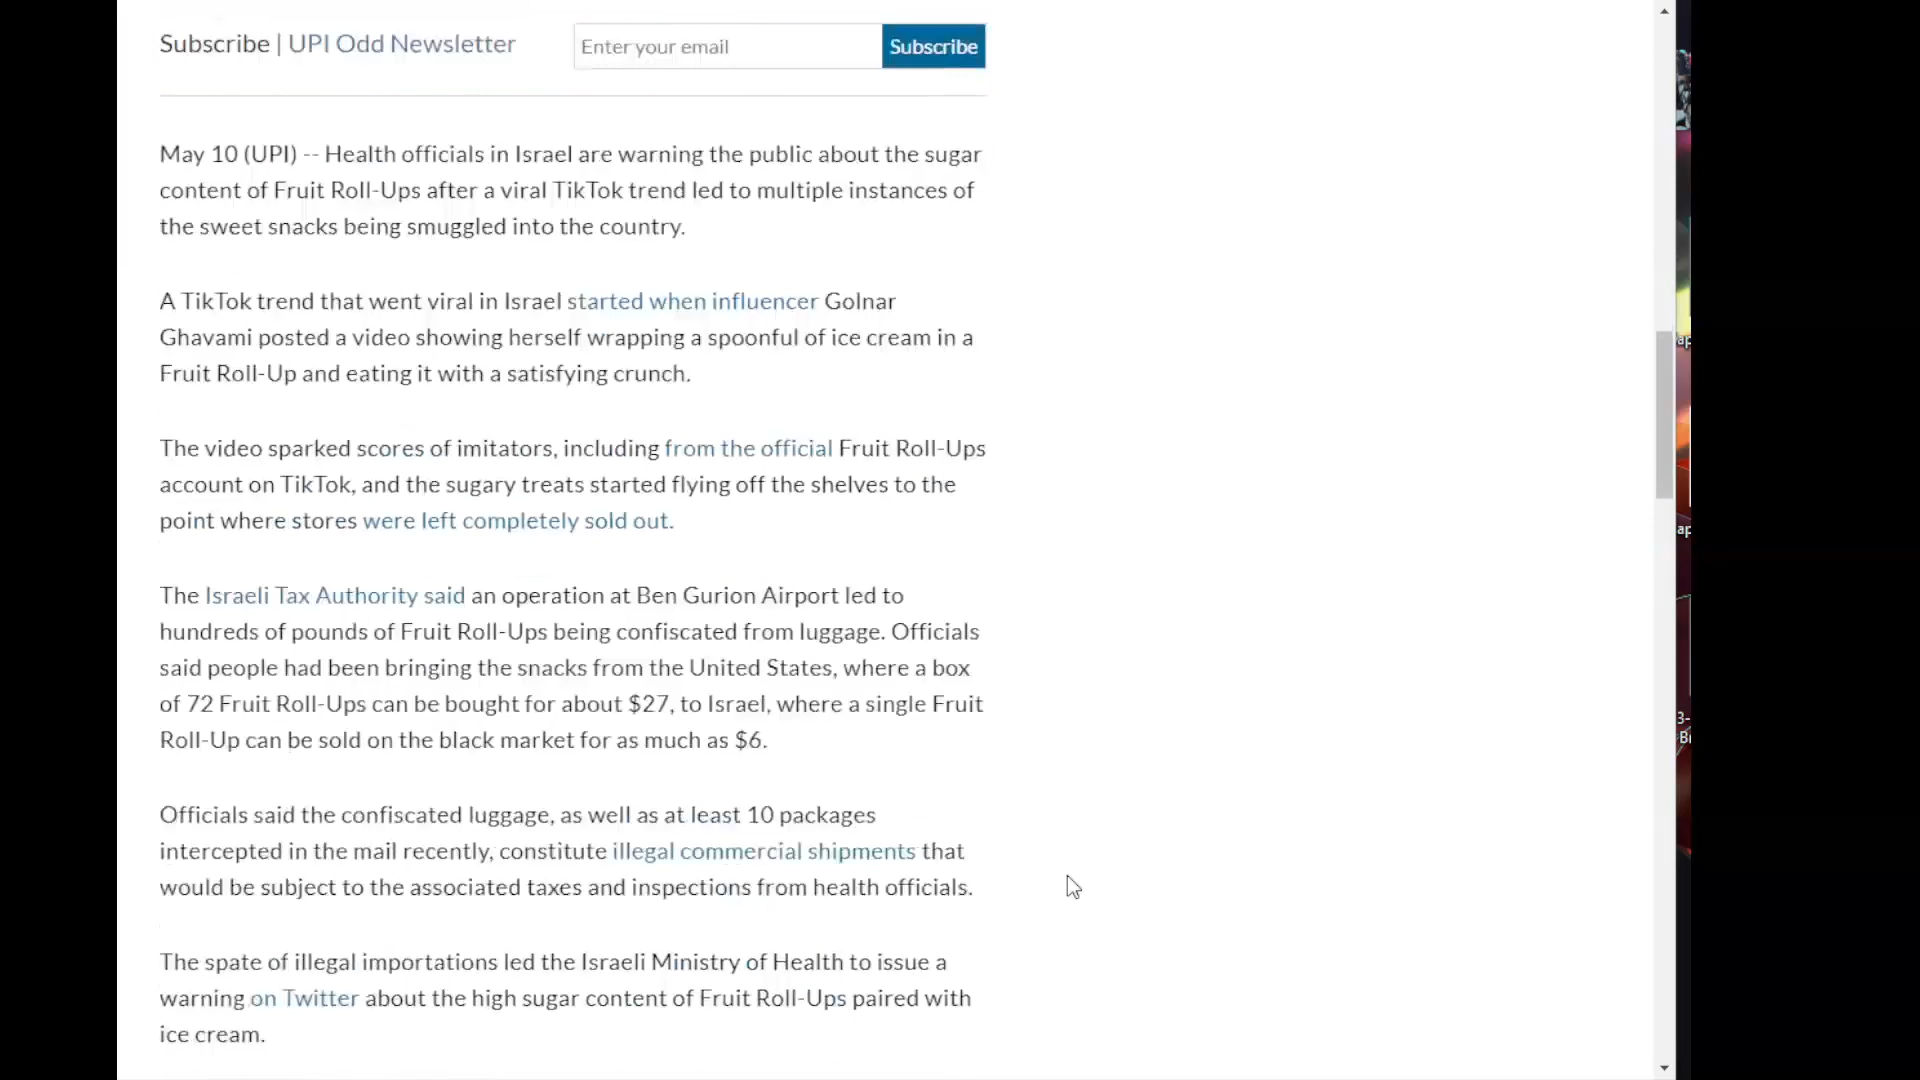 Subscribe | UPI Odd Newsletter
Enter your email
Subscribe
May 10 (UPI) -- Health officials in Israel are warning the public about the sugar
content of Fruit Roll-Ups after a viral TikTok trend led to multiple instances of
the sweet snacks being smuggled into the country.
A TikTok trend that went viral in Israel started when influencer Golnar
Ghavami posted a video showing herself wrapping a spoonful of ice cream in a
Fruit Roll-Up and eating it with a satisfying crunch.
The video sparked scores of imitators, including from the official Fruit Roll-Ups
account on TikTok, and the sugary treats started flying off the shelves to the
point where stores were left completely sold out.
The Israeli Tax Authority said an operation at Ben Gurion Airport led to
hundreds of pounds of Fruit Roll-Ups being confiscated from luggage. Officials
said people had been bringing the snacks from the United States, where a box
of 72 Fruit Roll-Ups can be bought for about $27, to Israel, where a single Fruit
Roll-Up can be sold on the black market for as much as $6.
Officials said the confiscated luggage, as well as at least 10 packages
intercepted in the mail recently, constitute illegal commercial shipments that
would be subject to the associated taxes and inspections from health officials.
The spate of illegal importations led the Israeli Ministry of Health to issue a
warning on Twitter about the high sugar content of Fruit Roll-Ups paired with
ice cream.